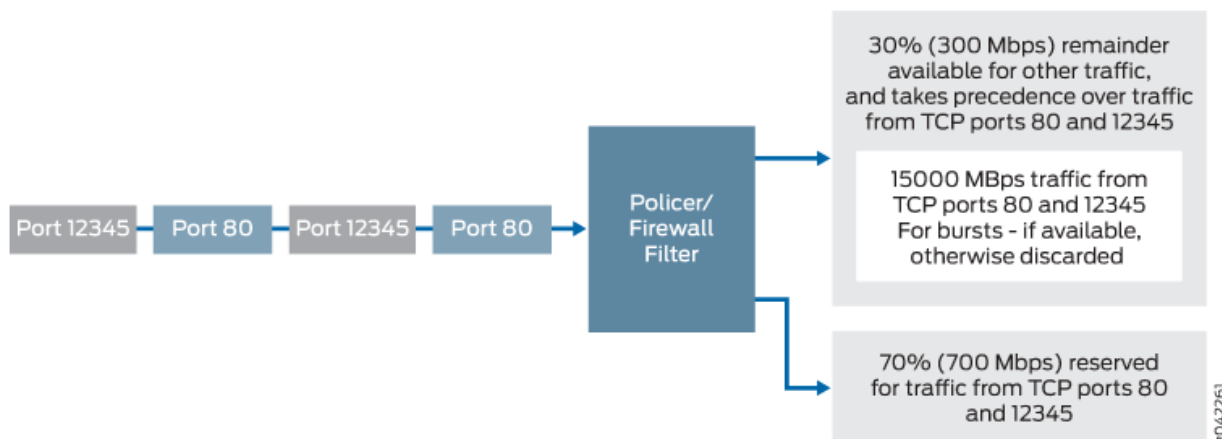 Port 12345
Port 80
Port 12345
Port 80
Policer/
Firewall
Filter
30% (300 Mbps) remainder
available for other traffic,
and takes precedence over traffic
from TCP ports 80 and 12345
15000 MBps traffic from
TCP ports 80 and 12345
For bursts - if available,
otherwise discarded
70% (700 Mbps) reserved
for traffic from TCP ports 80
and 12345